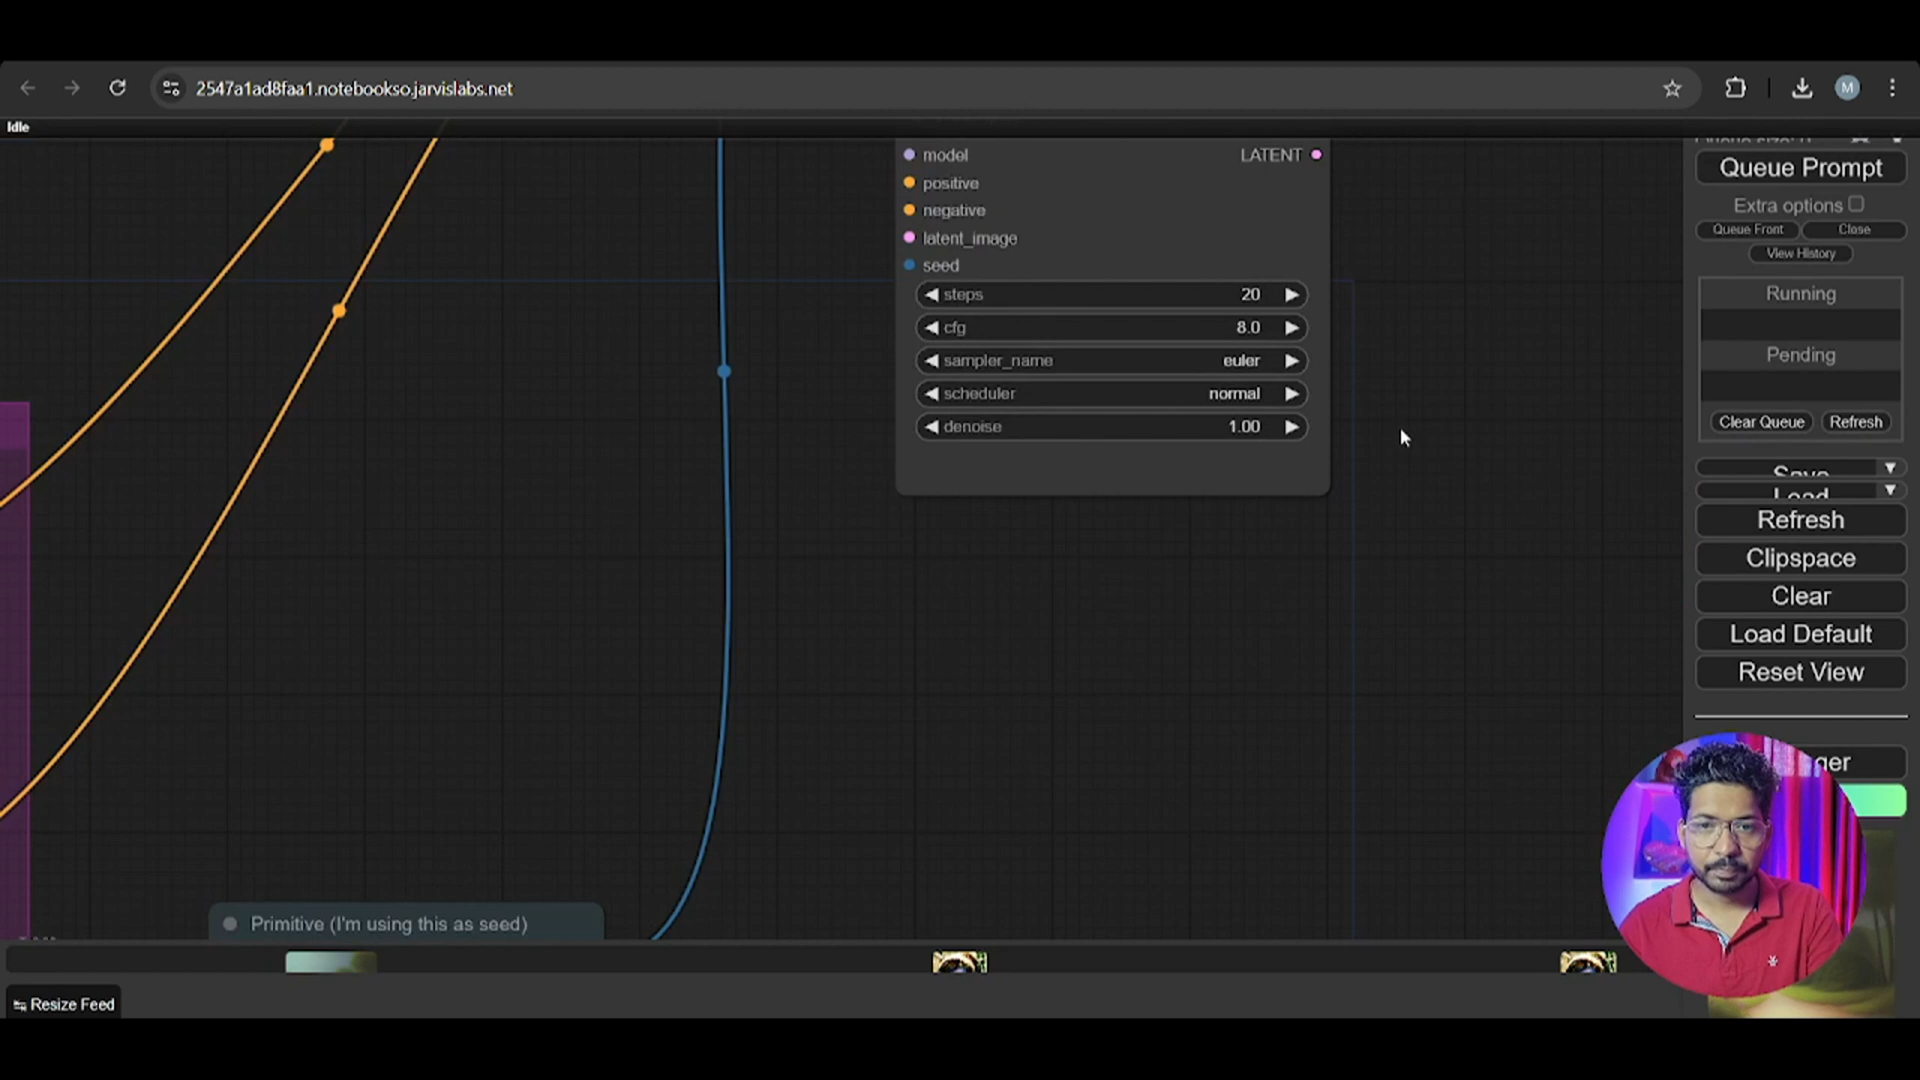 2547a1ad8faa1.notebookso.jarvislabs.net
M
Idle
model
LATENT
positive
negative
latent_image
seed
steps 20
cfg 8.0
sampler_name euler
scheduler normal
denoise 1.00
Primitive (I'm using this as seed)
Resize Feed
Queue Prompt
Extra options
Queue Front
Close
View History
Running
Pending
Clear Queue
Refresh
Save
Load
Refresh
Clipspace
Clear
Load Default
Reset View